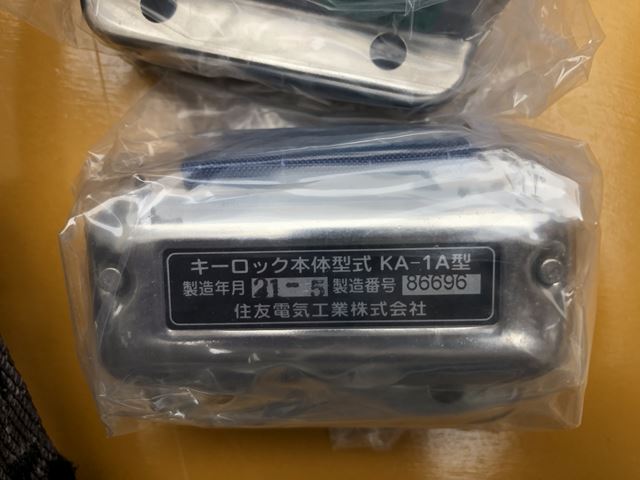 キーロック本体型式 KA-1A型
製造年月 21-5 製造番号 86696
住友電気工業株式会社